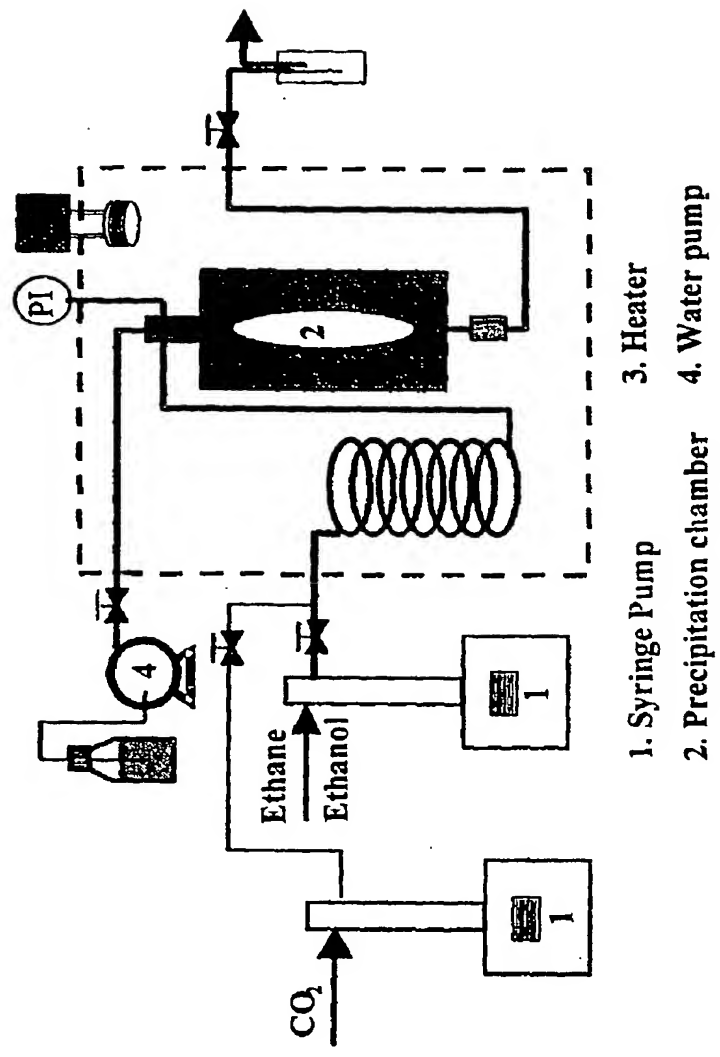 CO₂
1
Ethane
Ethanol
1
4
PI
2
1. Syringe Pump
2. Precipitation chamber
3. Heater
4. Water pump